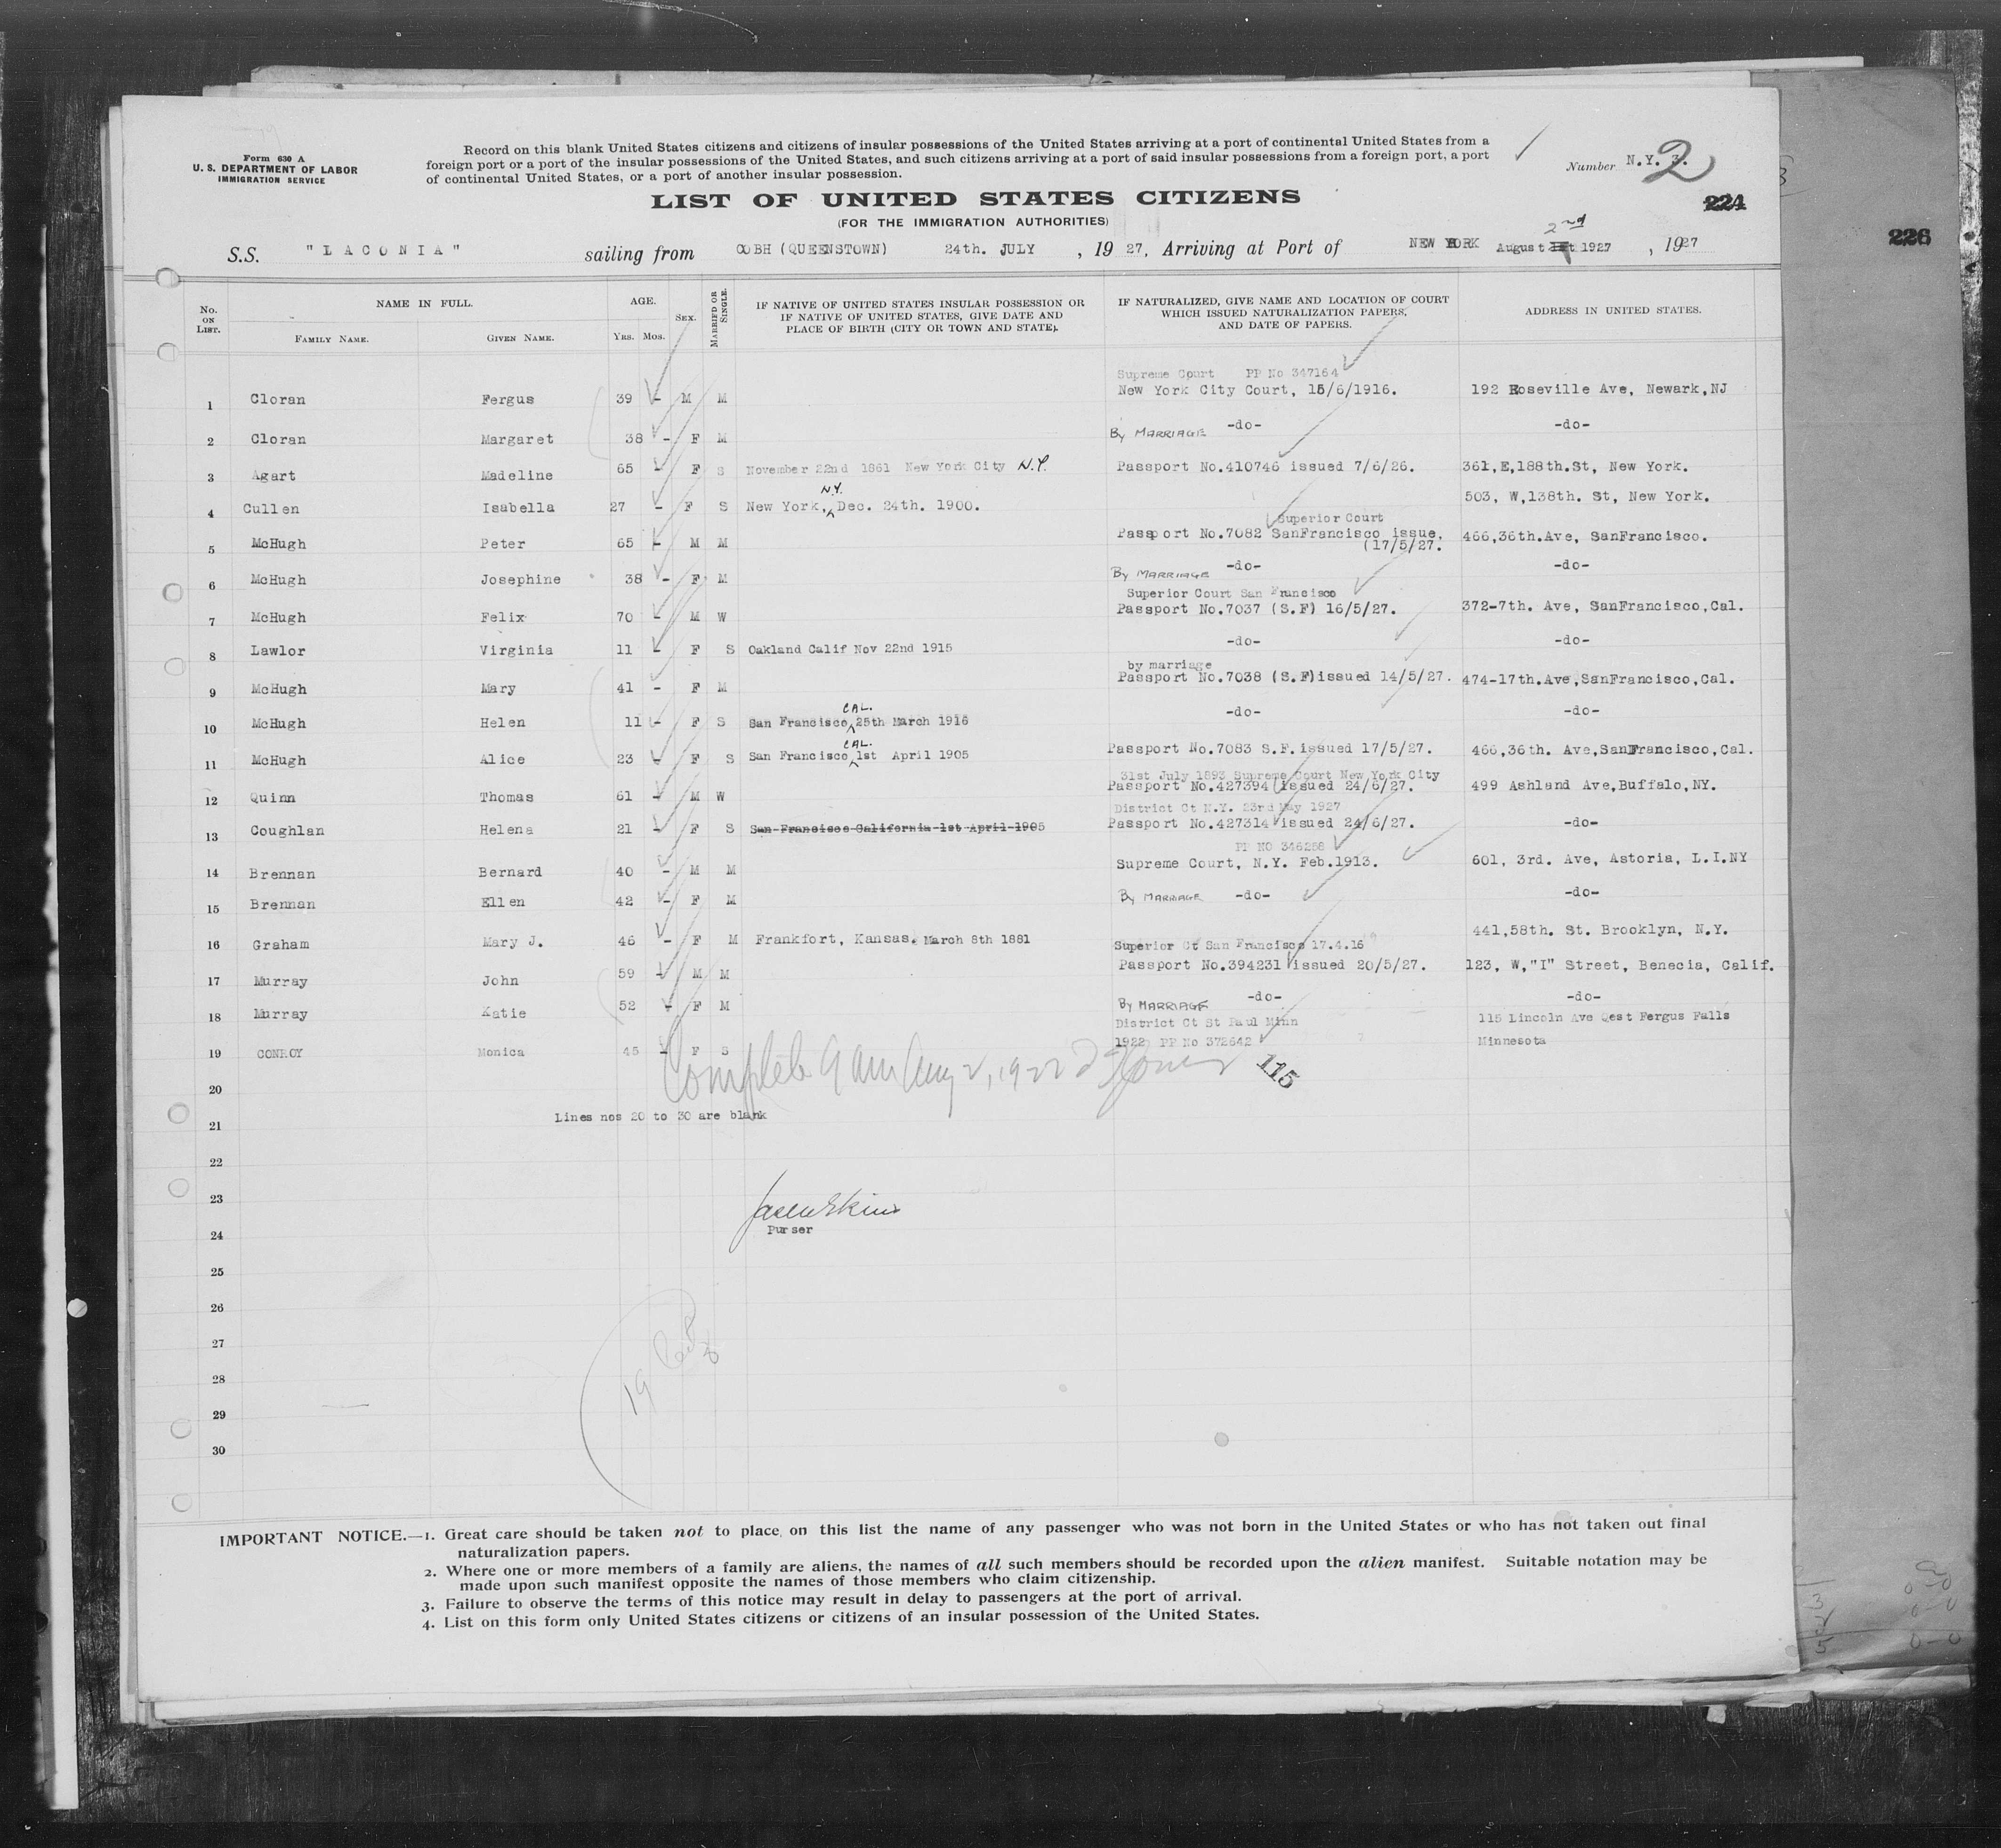 Form 630 A
U. S. DEPARTMENT OF LABOR
IMMIGRATION SERVICE
Record on this blank United States citizens and citizens of insular possessions of the United States arriving at a port of continental United States from a
foreign port or a port of the insular possessions of the United States, and such citizens arriving at a port of said insular possessions from a foreign port, a port
of continental United States, or a port of another insular possession.
Number N.Y. 3. 2
224
226
LIST OF UNITED STATES CITIZENS
(FOR THE IMMIGRATION AUTHORITIES)
2nd
S.S. "LACONIA" sailing from COBH (QUEENSTOWN) 24th. JULY , 19 27, Arriving at Port of NEW YORK August 1st 1927 , 1927
No. ON LIST. NAME IN FULL. AGE. SEX. MARRIED OR SINGLE. IF NATIVE OF UNITED STATES INSULAR POSSESSION OR IF NATIVE OF UNITED STATES, GIVE DATE AND PLACE OF BIRTH (CITY OR TOWN AND STATE). IF NATURALIZED, GIVE NAME AND LOCATION OF COURT WHICH ISSUED NATURALIZATION PAPERS, AND DATE OF PAPERS. ADDRESS IN UNITED STATES.
FAMILY NAME. GIVEN NAME. YRS. MOS.
Supreme Court PP No 347164
1 Cloran Fergus 39 - M M New York City Court, 15/6/1916. 192 Roseville Ave, Newark,NJ
2 Cloran Margaret 38 - F M By MARRIAGE -do- -do-
3 Agart Madeline 65 - F S November 22nd 1861 New York City N.Y. Passport No.410746 issued 7/6/26. 361,E,188th.St, New York.
4 Cullen Isabella 27 - F S New York, N.Y. Dec. 24th. 1900. 503, W,138th. St, New York.
Superior Court
5 McHugh Peter 65 - M M Passport No.7082 SanFrancisco issue. (17/5/27. 466,36th.Ave, SanFrancisco.
6 McHugh Josephine 38 - F M By MARRIAGE -do- -do-
Superior Court San Francisco
7 McHugh Felix 70 - M W Passport No.7037 (S.F) 16/5/27. 372-7th. Ave, SanFrancisco,Cal.
8 Lawlor Virginia 11 - F S Oakland Calif Nov 22nd 1915 -do- -do-
by marriage
9 McHugh Mary 41 - F M Passport No.7038 (S.F)issued 14/5/27. 474-17th.Ave,SanFrancisco,Cal.
10 McHugh Helen 11 - F S San Francisco, CAL. 25th March 1916 -do- -do-
11 McHugh Alice 23 - F S San Francisco, CAL. 1st April 1905 Passport No.7083 S.F. issued 17/5/27. 466,36th. Ave,SanFrancisco,Cal.
31st July 1893 Supreme Court New York City
12 Quinn Thomas 61 - M W Passport No.427394 (issued 24/6/27. 499 Ashland Ave,Buffalo,NY.
District Ct N.Y. 23rd May 1927
13 Coughlan Helena 21 - F S San Francisco California 1st April 1905 Passport No.427314 issued 24/6/27. -do-
PP NO 346288
14 Brennan Bernard 40 - M M Supreme Court, N.Y. Feb.1913. 601, 3rd. Ave, Astoria, L.I.NY
15 Brennan Ellen 42 - F M By MARRIAGE -do- -do-
16 Graham Mary J. 46 - F M Frankfort, Kansas. March 8th 1881 441,58th. St. Brooklyn, N.Y.
Superior Ct San Francisco 17.4.16
17 Murray John 59 - M M Passport No.394231 issued 20/5/27. 123, W,"I" Street, Benecia, Calif.
18 Murray Katie 52 - F M By MARRIAGE -do- -do-
District Ct St Paul Minn 115 Lincoln Ave Qest Fergus Falls
19 CONROY Monica 45 - F S 1922 PP No 372642 Minnesota
Complete 9 am Aug 2, 192
115
20
Lines nos 20 to 30 are blank
21
22
23
24
Purser
25
26
27
28
29
30
19
IMPORTANT NOTICE.—1. Great care should be taken not to place on this list the name of any passenger who was not born in the United States or who has not taken out final
naturalization papers.
2. Where one or more members of a family are aliens, the names of all such members should be recorded upon the alien manifest. Suitable notation may be
made upon such manifest opposite the names of those members who claim citizenship.
3. Failure to observe the terms of this notice may result in delay to passengers at the port of arrival.
4. List on this form only United States citizens or citizens of an insular possession of the United States.